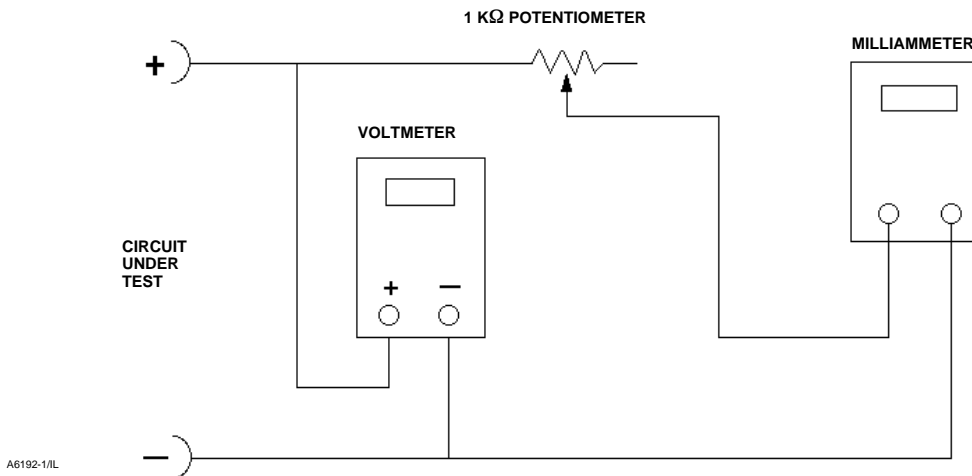 1 KΩ POTENTIOMETER
MILLIAMMETER
+
VOLTMETER
CIRCUIT
UNDER
TEST
+ —
—
A6192-1/IL